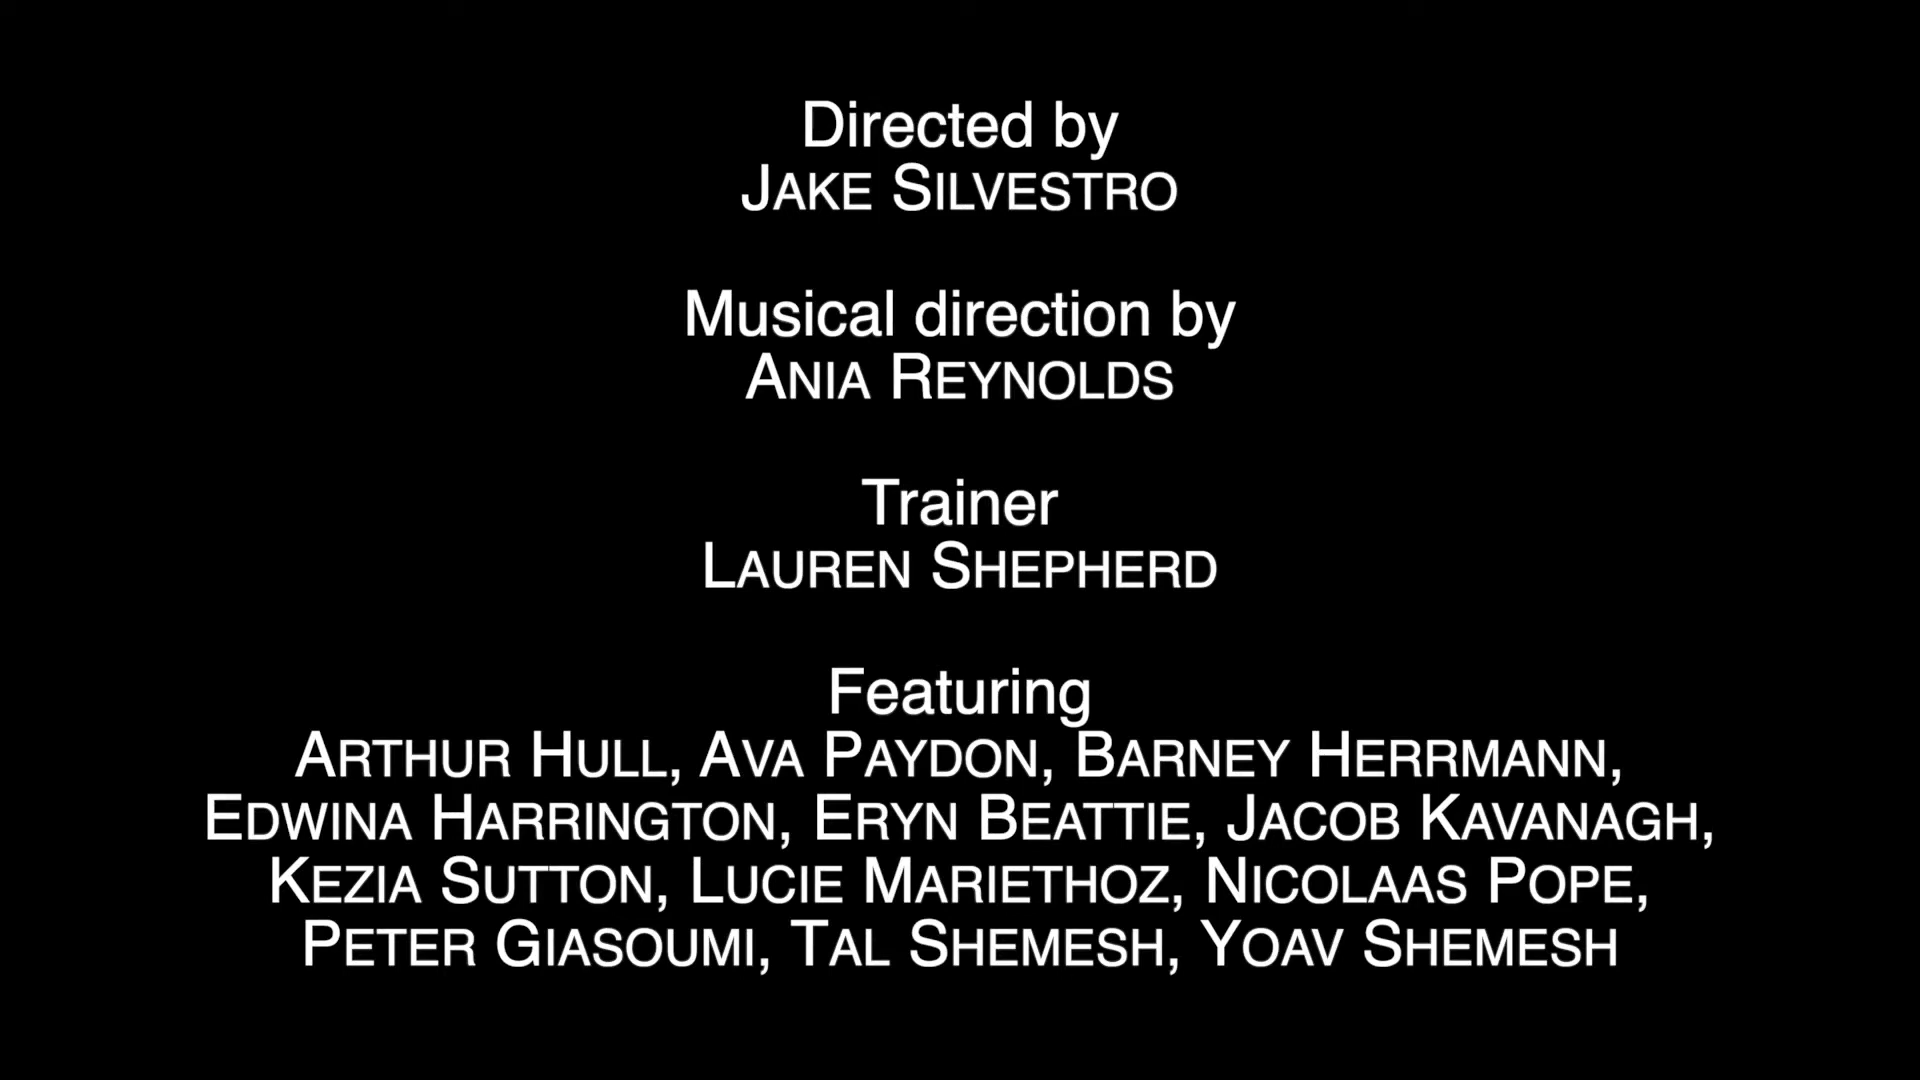 Directed by
JAKE SILVESTRO
Musical direction by
ANIA REYNOLDS
Trainer
LAUREN SHEPHERD
Featuring
ARTHUR HULL, AVA PAYDON, BARNEY HERRMANN,
EDWINA HARRINGTON, ERYN BEATTIE, JACOB KAVANAGH,
KEZIA SUTTON, LUCIE MARIETHOZ, NICOLAAS POPE,
PETER GIASOUMI, TAL SHEMESH, YOAV SHEMESH